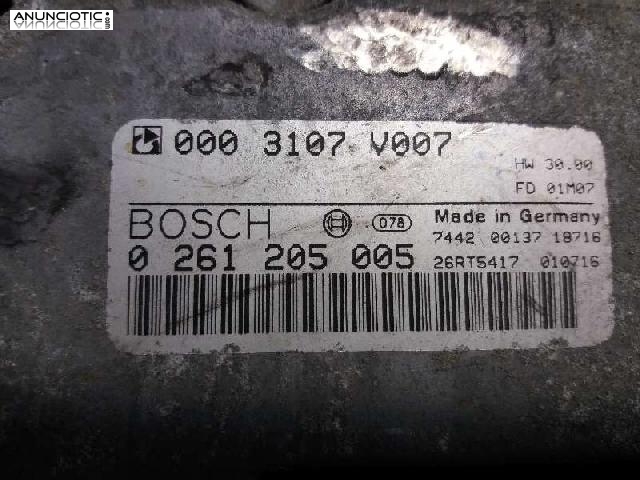 ANUNCIOTIC.com
000 3107 V007
HW 30.00
FD 01M07
BOSCH 078 Made in Germany
7442 00137 18716
0 261 205 005 26RT5417 010716